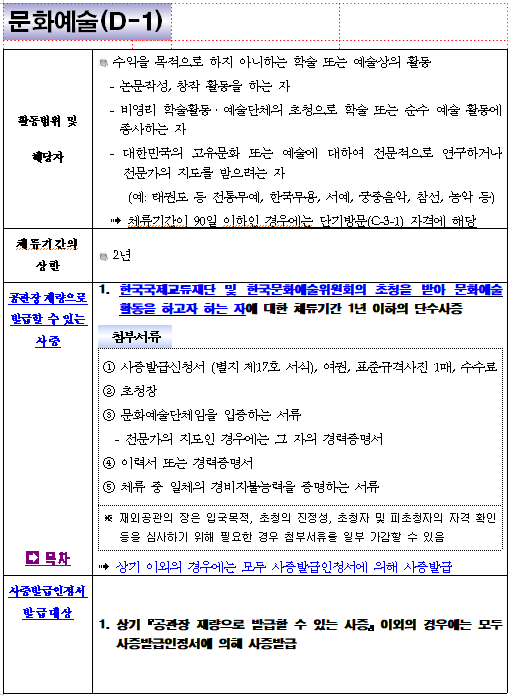 문화예술(D-1)
활동범위 및
해당자
수익을 목적으로 하지 아니하는 학술 또는 예술상의 활동
- 논문작성, 창작 활동을 하는 자
- 비영리 학술활동·예술단체의 초청으로 학술 또는 순수 예술 활동에
종사하는 자
- 대한민국의 고유문화 또는 예술에 대하여 전문적으로 연구하거나
전문가의 지도를 받으려는 자
(예: 태권도 등 전통무예, 한국무용, 서예, 궁중음악, 참선, 농악 등)
➡ 체류기간이 90일 이하인 경우에는 단기방문(C-3-1) 자격에 해당
체류기간의
상한
2년
공관장 재량으로
발급할 수 있는
사증
➡ 목차
1. 한국국제교류재단 및 한국문화예술위원회의 초청을 받아 문화예술
활동을 하고자 하는 자에 대한 체류기간 1년 이하의 단수사증
첨부서류
① 사증발급신청서 (별지 제17호 서식), 여권, 표준규격사진 1매, 수수료
② 초청장
③ 문화예술단체임을 입증하는 서류
- 전문가의 지도인 경우에는 그 자의 경력증명서
④ 이력서 또는 경력증명서
⑤ 체류 중 일체의 경비지불능력을 증명하는 서류
※ 재외공관의 장은 입국목적, 초청의 진정성, 초청자 및 피초청자의 자격 확인
등을 심사하기 위해 필요한 경우 첨부서류를 일부 가감할 수 있음
➡ 상기 이외의 경우에는 모두 사증발급인정서에 의해 사증발급
사증발급인정서
발급대상
1. 상기 『공관장 재량으로 발급할 수 있는 사증』 이외의 경우에는 모두
사증발급인정서에 의해 사증발급